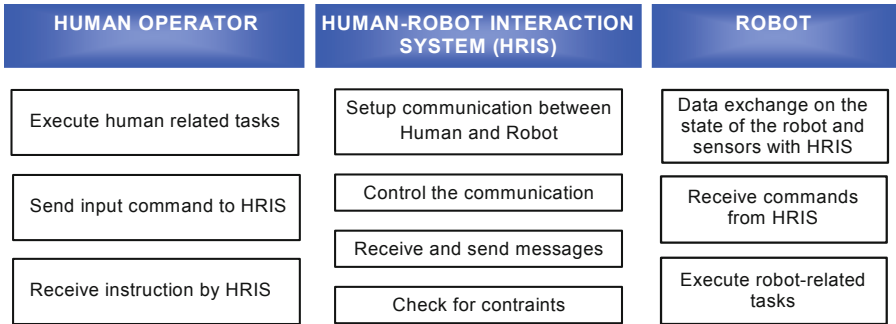 HUMAN OPERATOR
Execute human related tasks
Send input command to HRIS
Receive instruction by HRIS
HUMAN-ROBOT INTERACTION
SYSTEM (HRIS)
Setup communication between
Human and Robot
Control the communication
Receive and send messages
Check for contraints
ROBOT
Data exchange on the
state of the robot and
sensors with HRIS
Receive commands
from HRIS
Execute robot-related
tasks